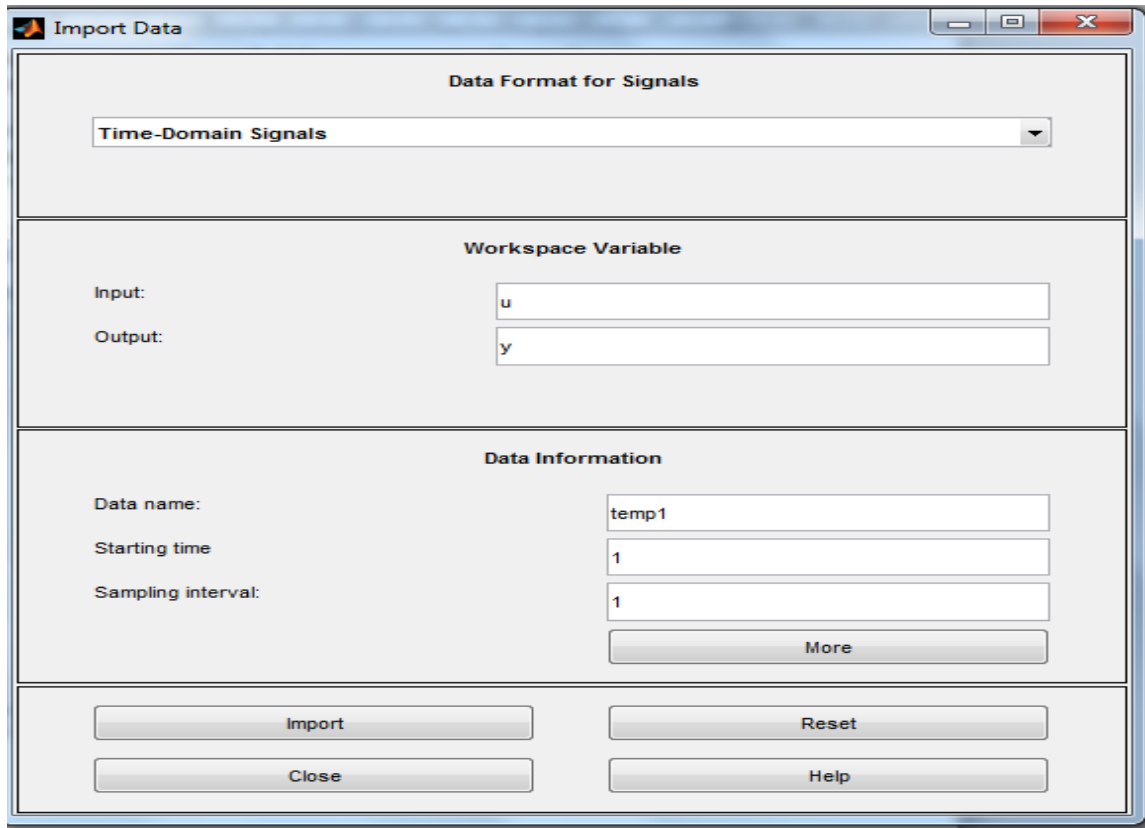 Import Data
Data Format for Signals
Time-Domain Signals
Workspace Variable
Input:
u
Output:
y
Data Information
Data name:
temp1
Starting time
1
Sampling interval:
1
More
Import
Reset
Close
Help